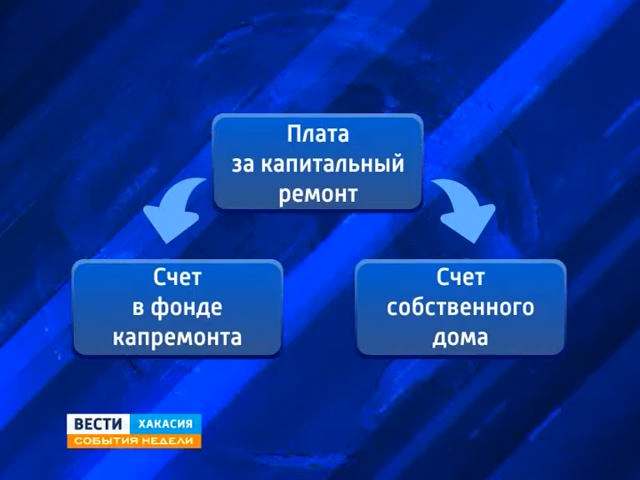 Плата
за капитальный
ремонт
Счет
в фонде
капремонта
Счет
собственного
дома
ВЕСТИ ХАКАСИЯ
СОБЫТИЯ НЕДЕЛИ